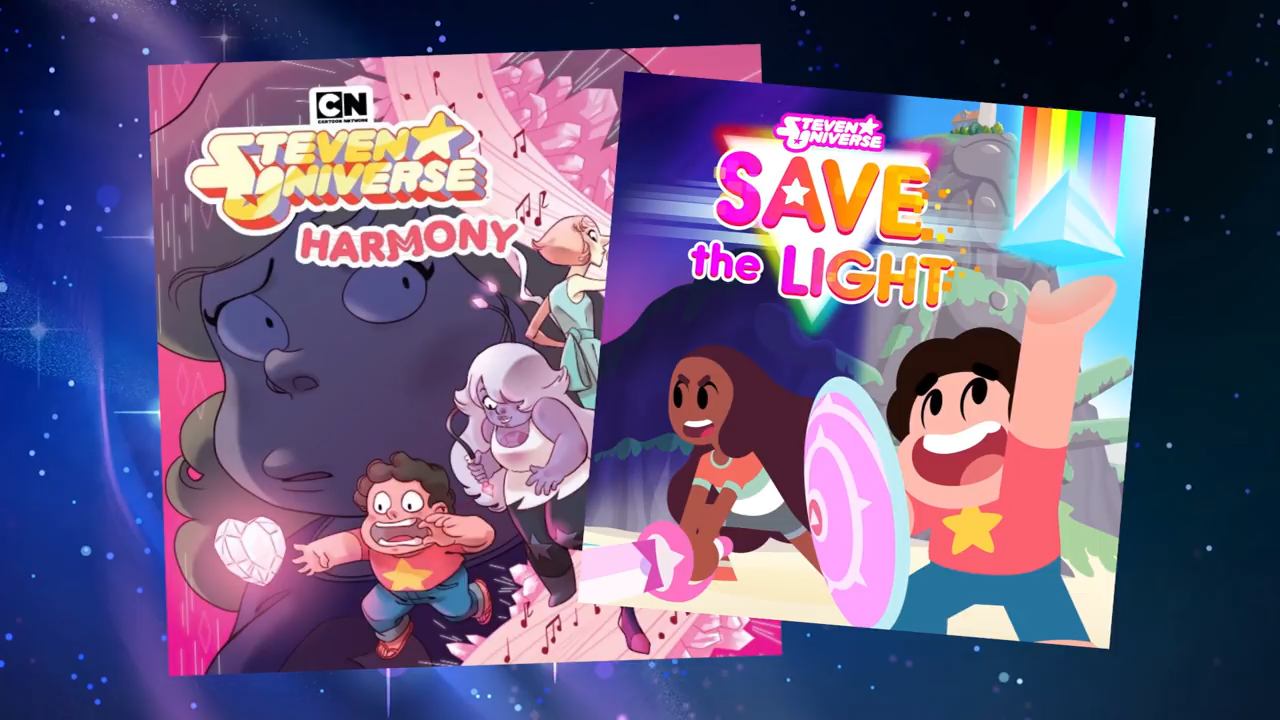 CN
CARTOON NETWORK
STEVEN
UNIVERSE
HARMONY
STEVEN
UNIVERSE
SAVE
the LIGHT